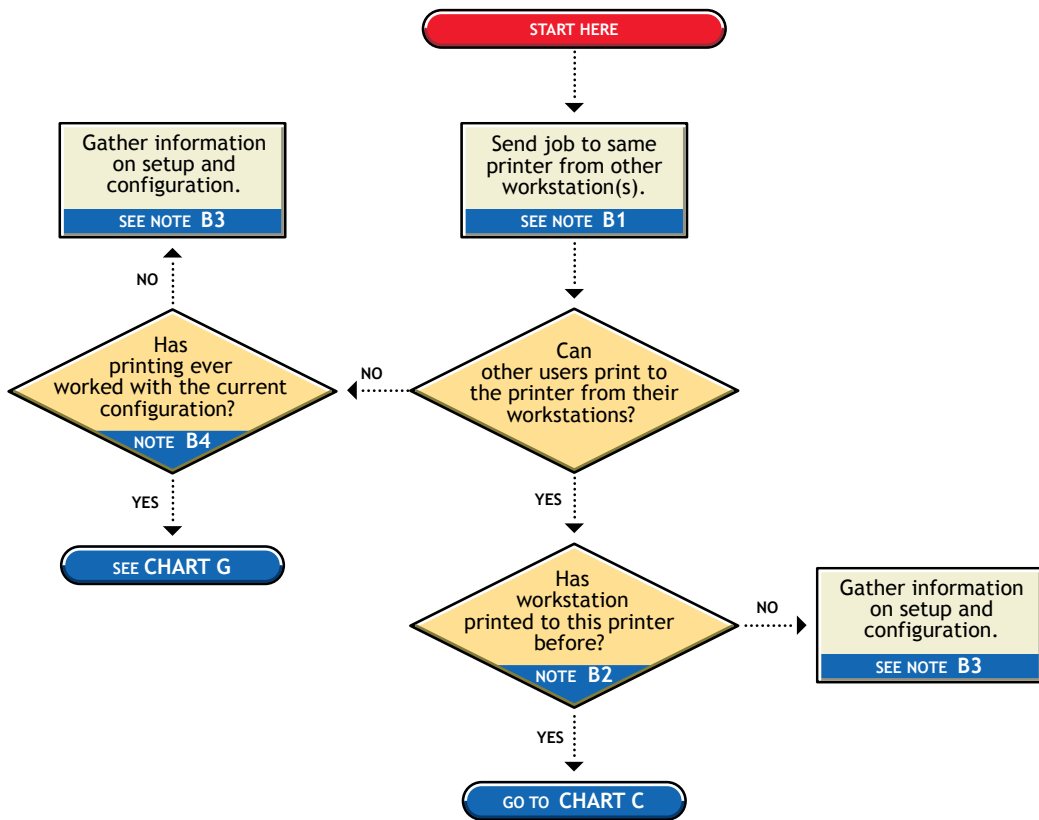 START HERE
Gather information
on setup and
configuration.
SEE NOTE B3
Send job to same
printer from other
workstation(s).
SEE NOTE B1
NO
Has
printing ever
worked with the current
configuration?
NOTE B4
NO
Can
other users print to
the printer from their
workstations?
YES
YES
SEE CHART G
Has
workstation
printed to this printer
before?
NOTE B2
NO
Gather information
on setup and
configuration.
SEE NOTE B3
YES
GO TO CHART C